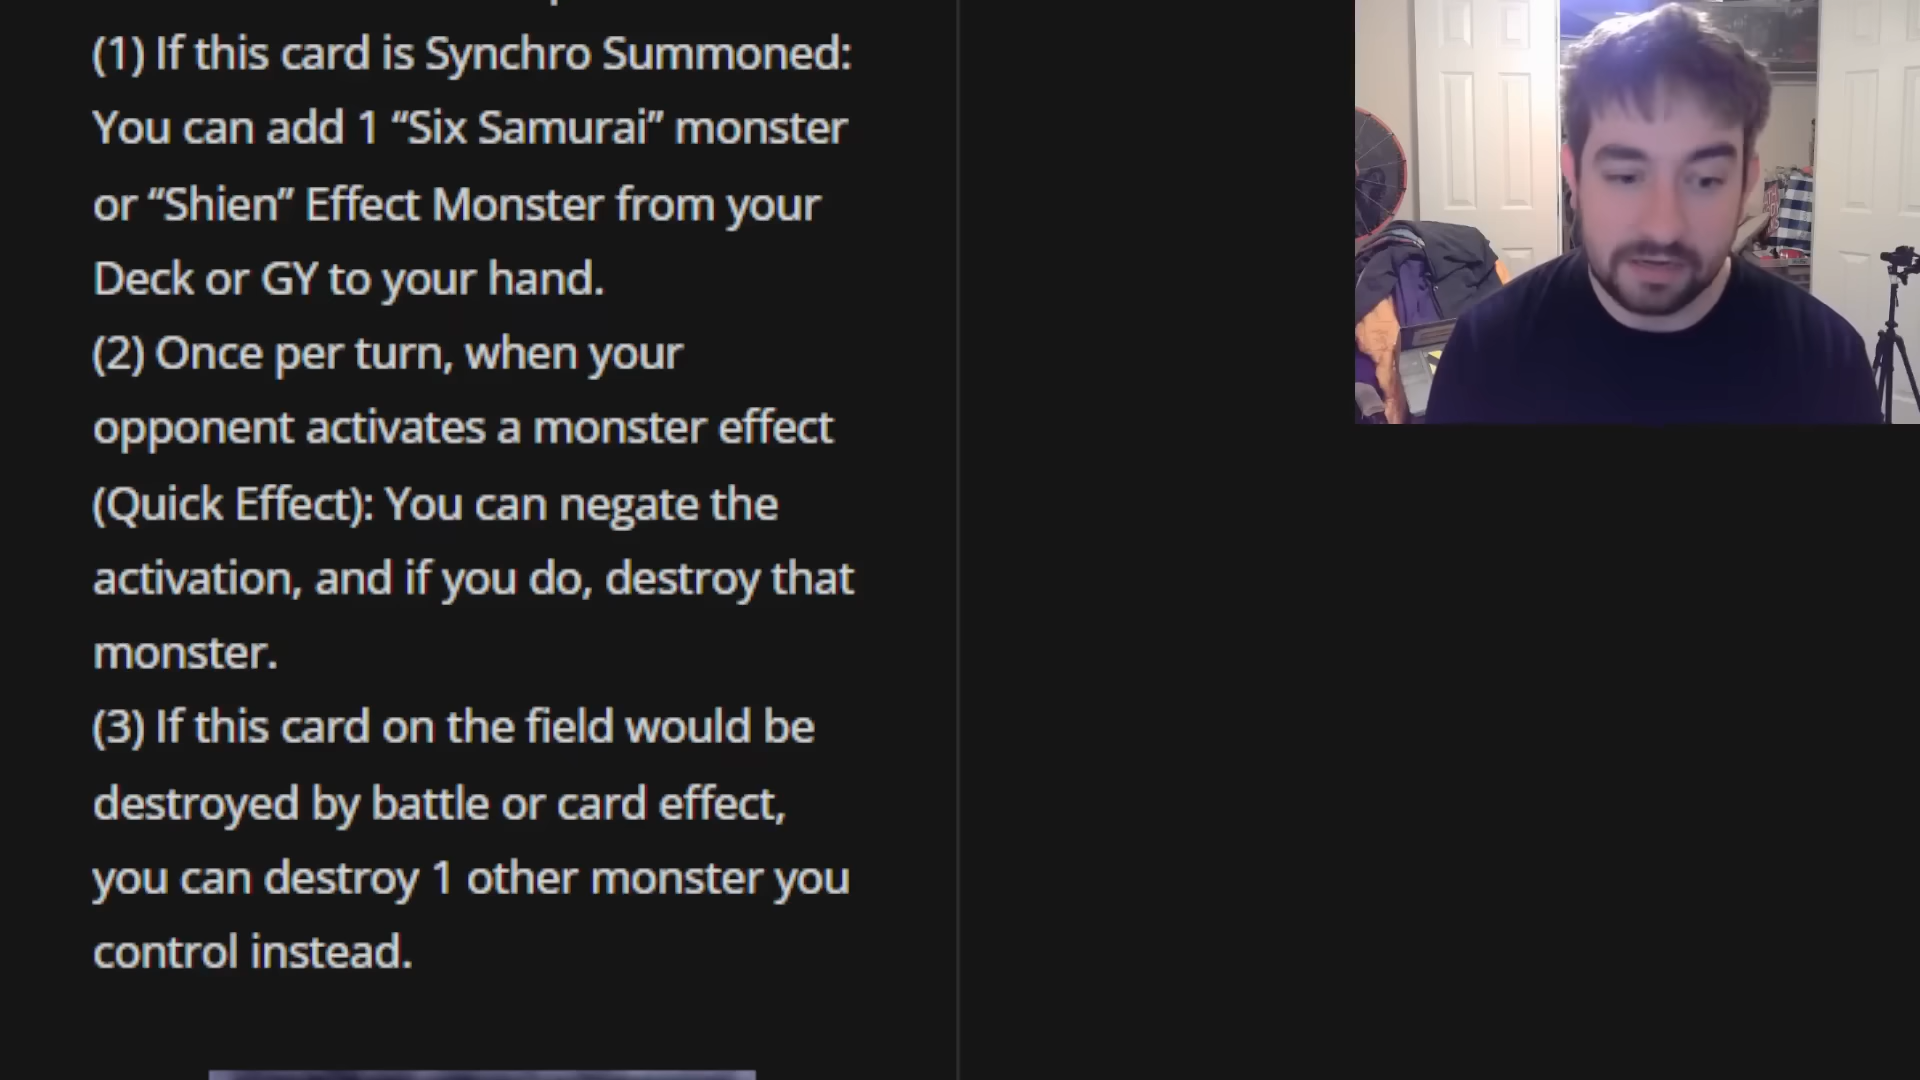 (1) If this card is Synchro Summoned:
You can add 1 “Six Samurai” monster
or “Shien” Effect Monster from your
Deck or GY to your hand.
(2) Once per turn, when your
opponent activates a monster effect
(Quick Effect): You can negate the
activation, and if you do, destroy that
monster.
(3) If this card on the field would be
destroyed by battle or card effect,
you can destroy 1 other monster you
control instead.